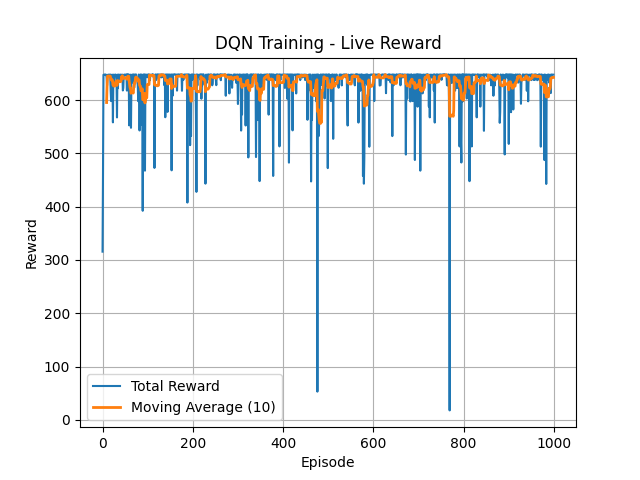 DQN Training - Live Reward
Reward
600
500
400
300
200
100
0
Total Reward
Moving Average (10)
0 200 400 600 800 1000
Episode